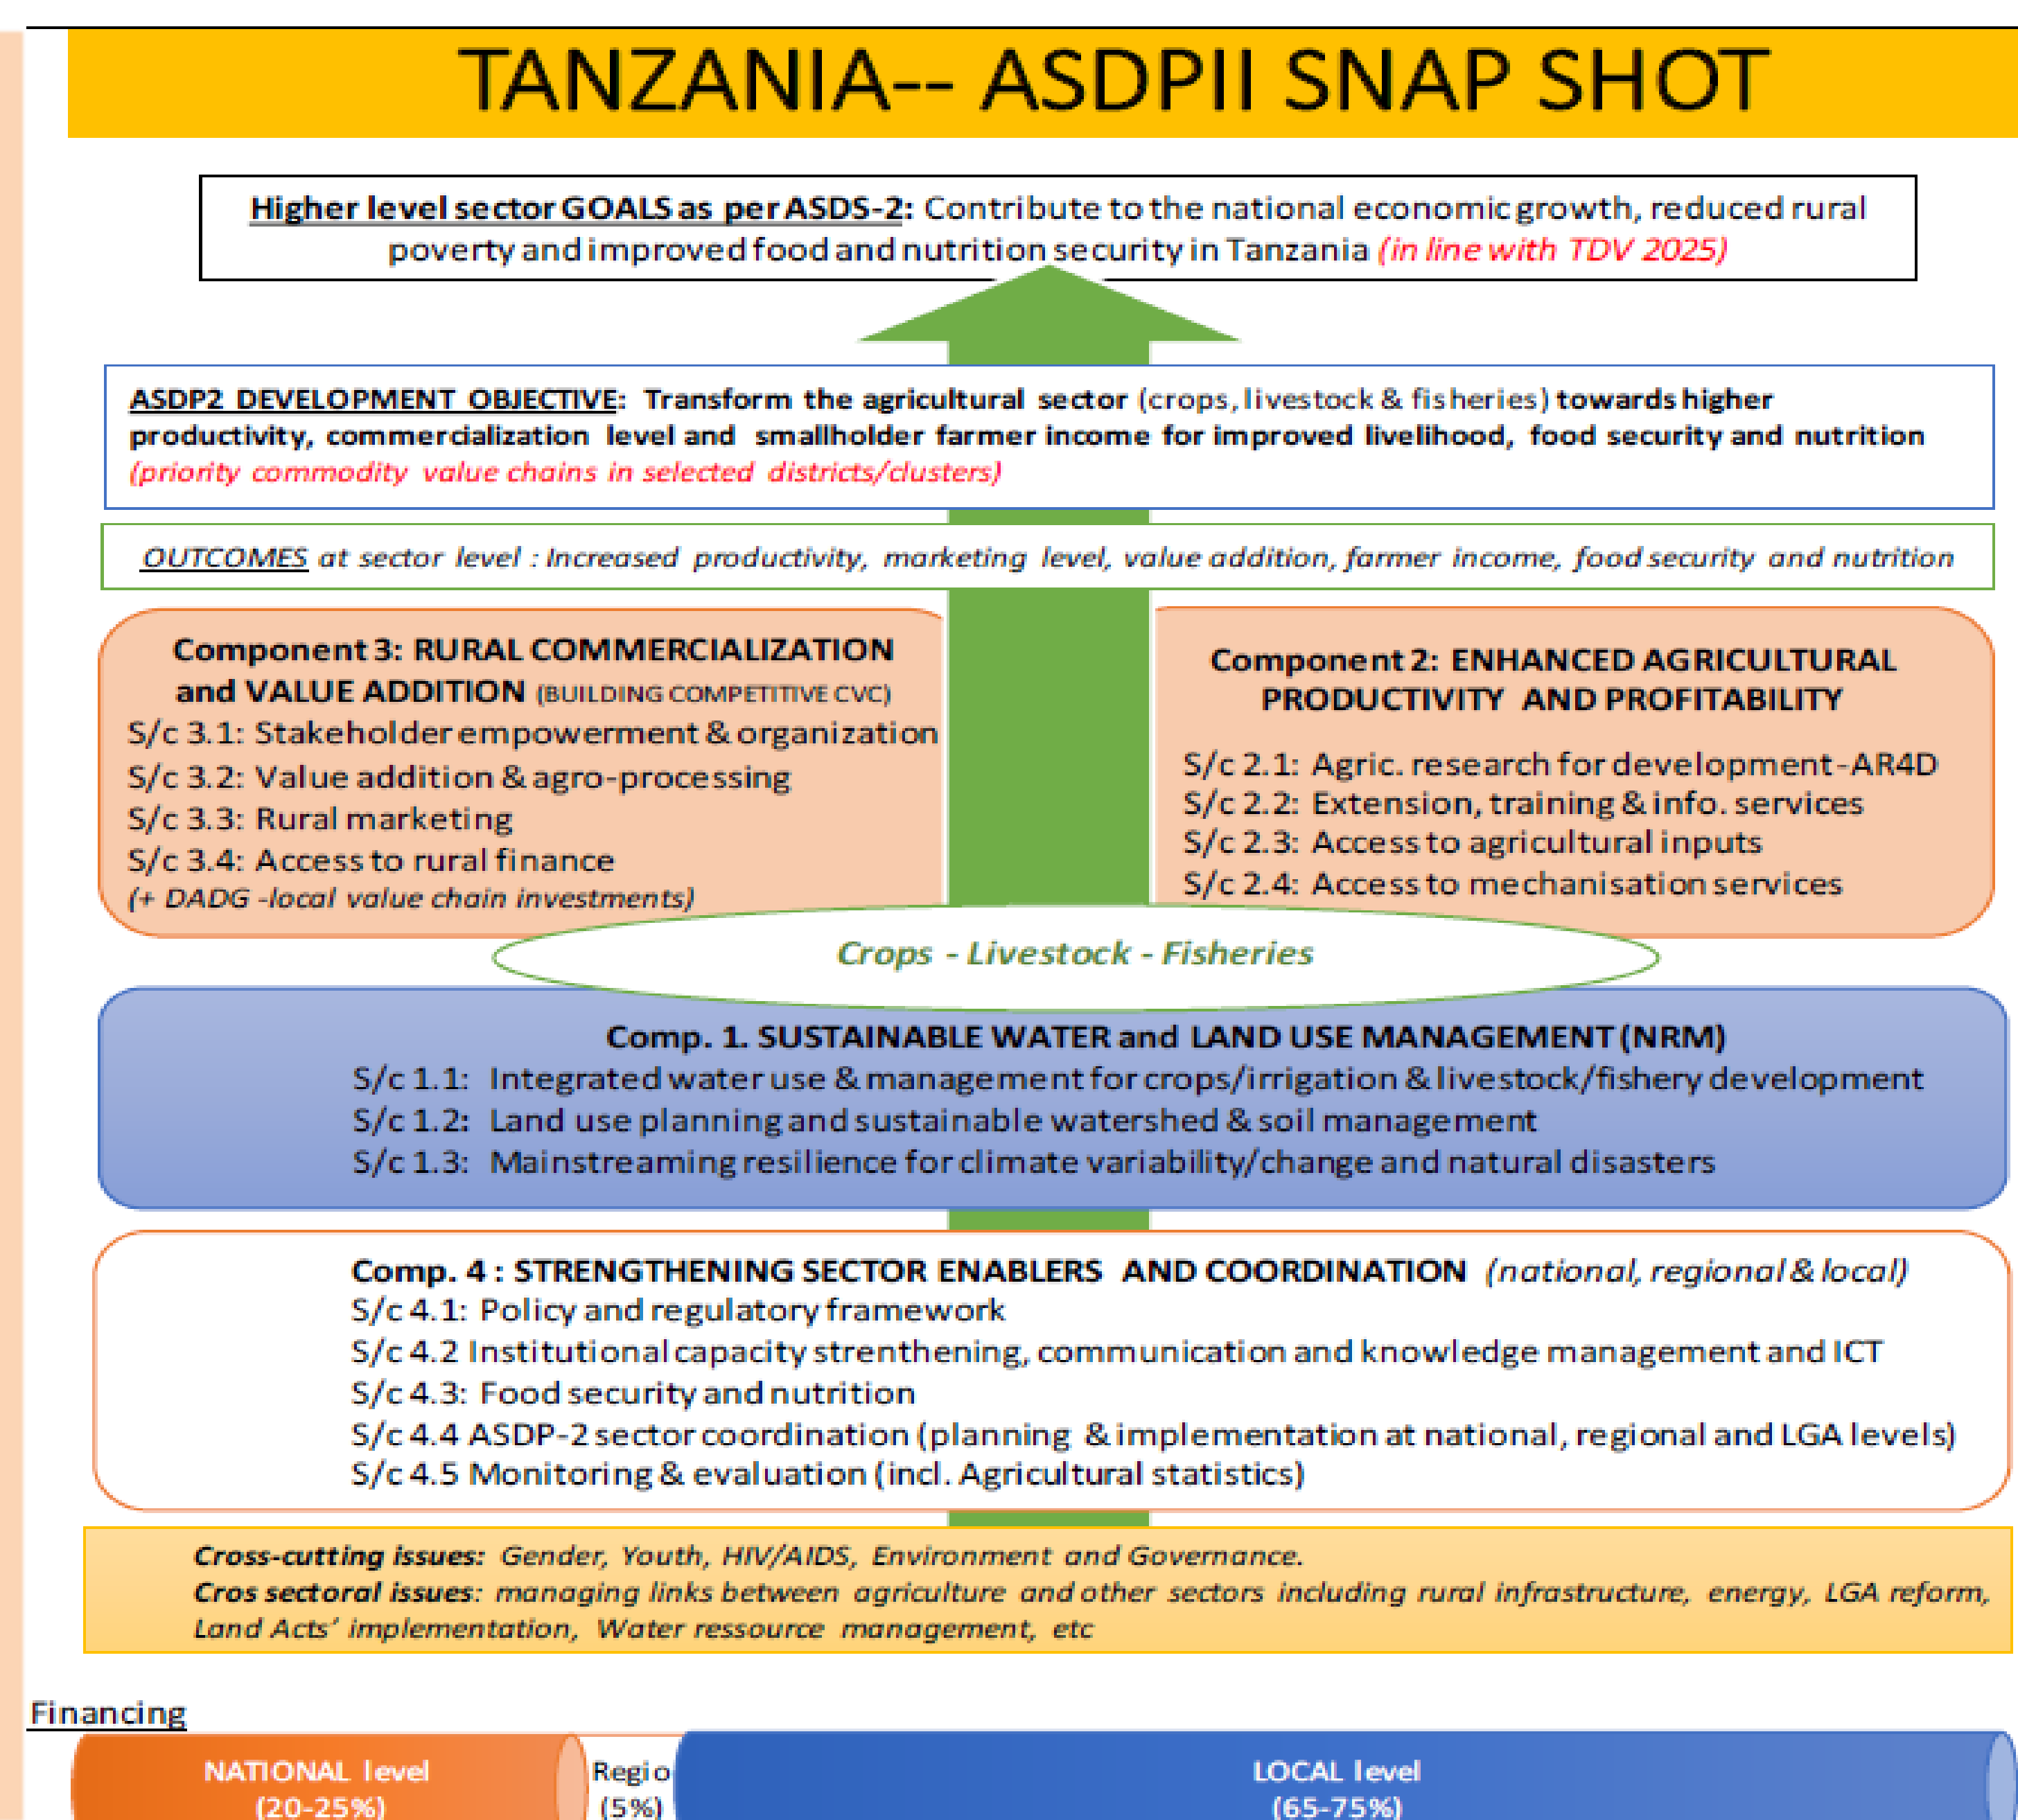 TANZANIA-- ASDPII SNAP SHOT
Higher level sector GOALS as per ASDS-2: Contribute to the national economic growth, reduced rural
poverty and improved food and nutrition security in Tanzania (in line with TDV 2025)
ASDP2 DEVELOPMENT OBJECTIVE: Transform the agricultural sector (crops, livestock & fisheries) towards higher
productivity, commercialization level and smallholder farmer income for improved livelihood, food security and nutrition
(priority commodity value chains in selected districts/clusters)
OUTCOMES at sector level : Increased productivity, marketing level, value addition, farmer income, food security and nutrition
Component 3: RURAL COMMERCIALIZATION
and VALUE ADDITION (BUILDING COMPETITIVE CVC)
S/c 3.1: Stakeholder empowerment & organization
S/c 3.2: Value addition & agro-processing
S/c 3.3: Rural marketing
S/c 3.4: Access to rural finance
(+ DADG -local value chain investments)
Component 2: ENHANCED AGRICULTURAL
PRODUCTIVITY AND PROFITABILITY
S/c 2.1: Agric. research for development-AR4D
S/c 2.2: Extension, training & info. services
S/c 2.3: Access to agricultural inputs
S/c 2.4: Access to mechanisation services
Crops - Livestock - Fisheries
Comp. 1. SUSTAINABLE WATER and LAND USE MANAGEMENT (NRM)
S/c 1.1: Integrated water use & management for crops/irrigation & livestock/fishery development
S/c 1.2: Land use planning and sustainable watershed & soil management
S/c 1.3: Mainstreaming resilience for climate variability/change and natural disasters
Comp. 4 : STRENGTHENING SECTOR ENABLERS AND COORDINATION (national, regional & local)
S/c 4.1: Policy and regulatory framework
S/c 4.2 Institutional capacity strenthening, communication and knowledge management and ICT
S/c 4.3: Food security and nutrition
S/c 4.4 ASDP-2 sector coordination (planning & implementation at national, regional and LGA levels)
S/c 4.5 Monitoring & evaluation (incl. Agricultural statistics)
Cross-cutting issues: Gender, Youth, HIV/AIDS, Environment and Governance.
Cros sectoral issues: managing links between agriculture and other sectors including rural infrastructure, energy, LGA reform,
Land Acts' implementation, Water ressource management, etc
Financing
NATIONAL level
(20-25%)
Regio
(5%)
LOCAL level
(65-75%)